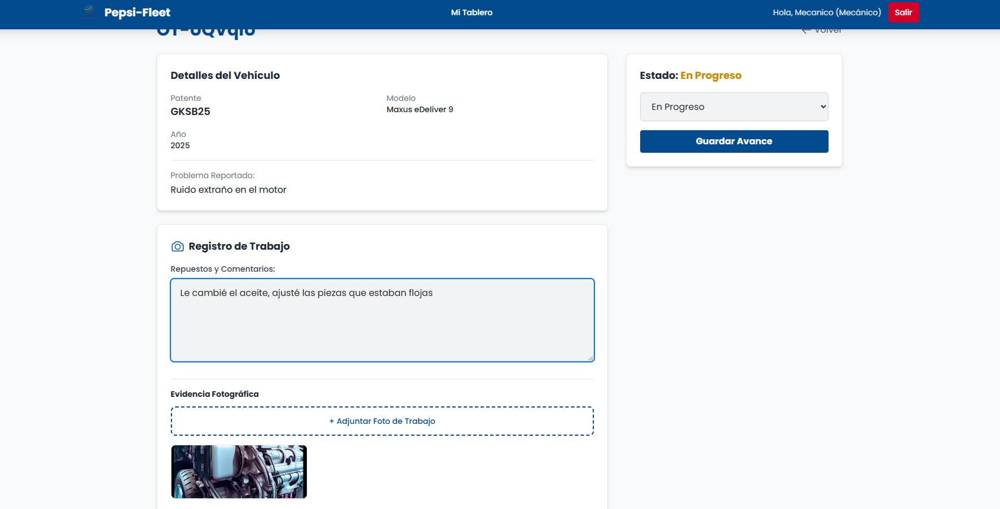 Pepsi-Fleet
Mi Tablero
Hola, Mecanico (Mecánico)
Salir
← Volver
Detalles del Vehículo
Patente
GKSB25
Modelo
Maxus eDeliver 9
Año
2025
Problema Reportado:
Ruido extraño en el motor
Estado: En Progreso
En Progreso
Guardar Avance
Registro de Trabajo
Repuestos y Comentarios:
Le cambié el aceite, ajusté las piezas que estaban flojas
Evidencia Fotográfica
+ Adjuntar Foto de Trabajo